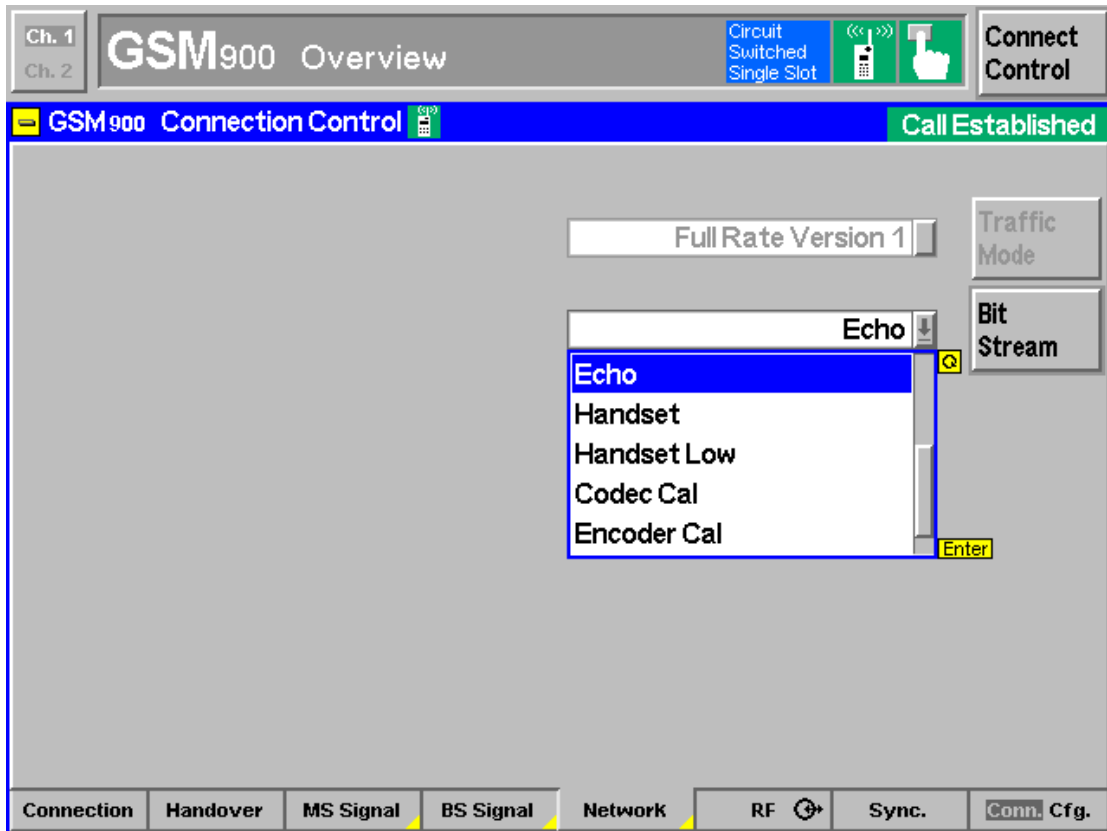 Ch. 1
Ch. 2
GSM900 Overview
Circuit
Switched
Single Slot
Connect
Control
GSM 900 Connection Control
Call Established
Full Rate Version 1
Traffic
Mode
Echo
Bit
Stream
Echo
Handset
Handset Low
Codec Cal
Encoder Cal
Enter
Connection
Handover
MS Signal
BS Signal
Network
RF
Sync.
Conn. Cfg.